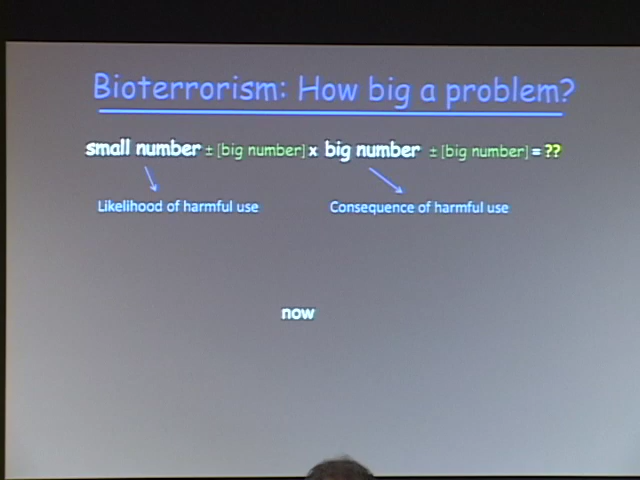 Bioterrorism: How big a problem?
small number ± [big number] x big number ± [big number] = ??
Likelihood of harmful use
Consequence of harmful use
now